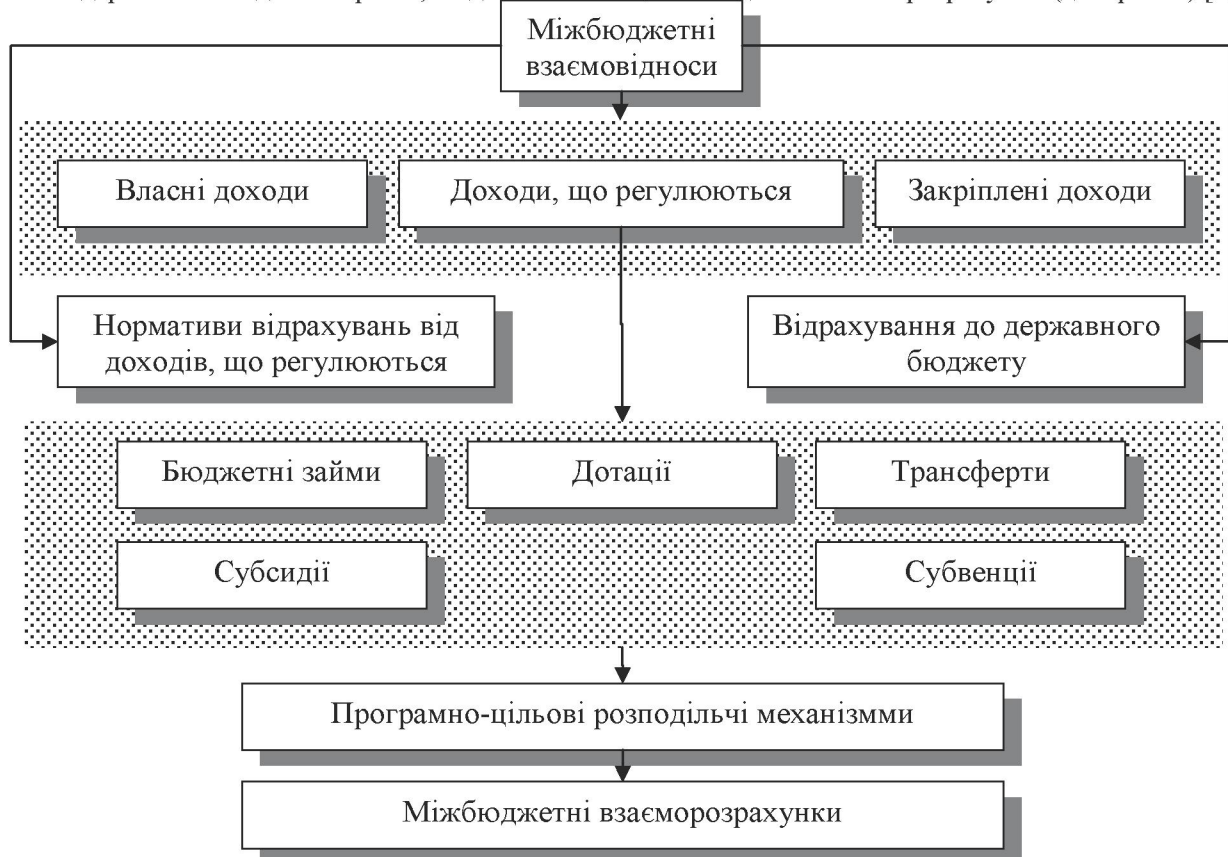 Міжбюджетні
взаємовідноси
Власні доходи
Доходи, що регулюються
Закріплені доходи
Нормативи відрахувань від
доходів, що регулюються
Відрахування до державного
бюджету
Бюджетні займи
Дотації
Трансферти
Субсидії
Субвенції
Програмно-цільові розподільчі механізмми
Міжбюджетні взаєморозрахунки